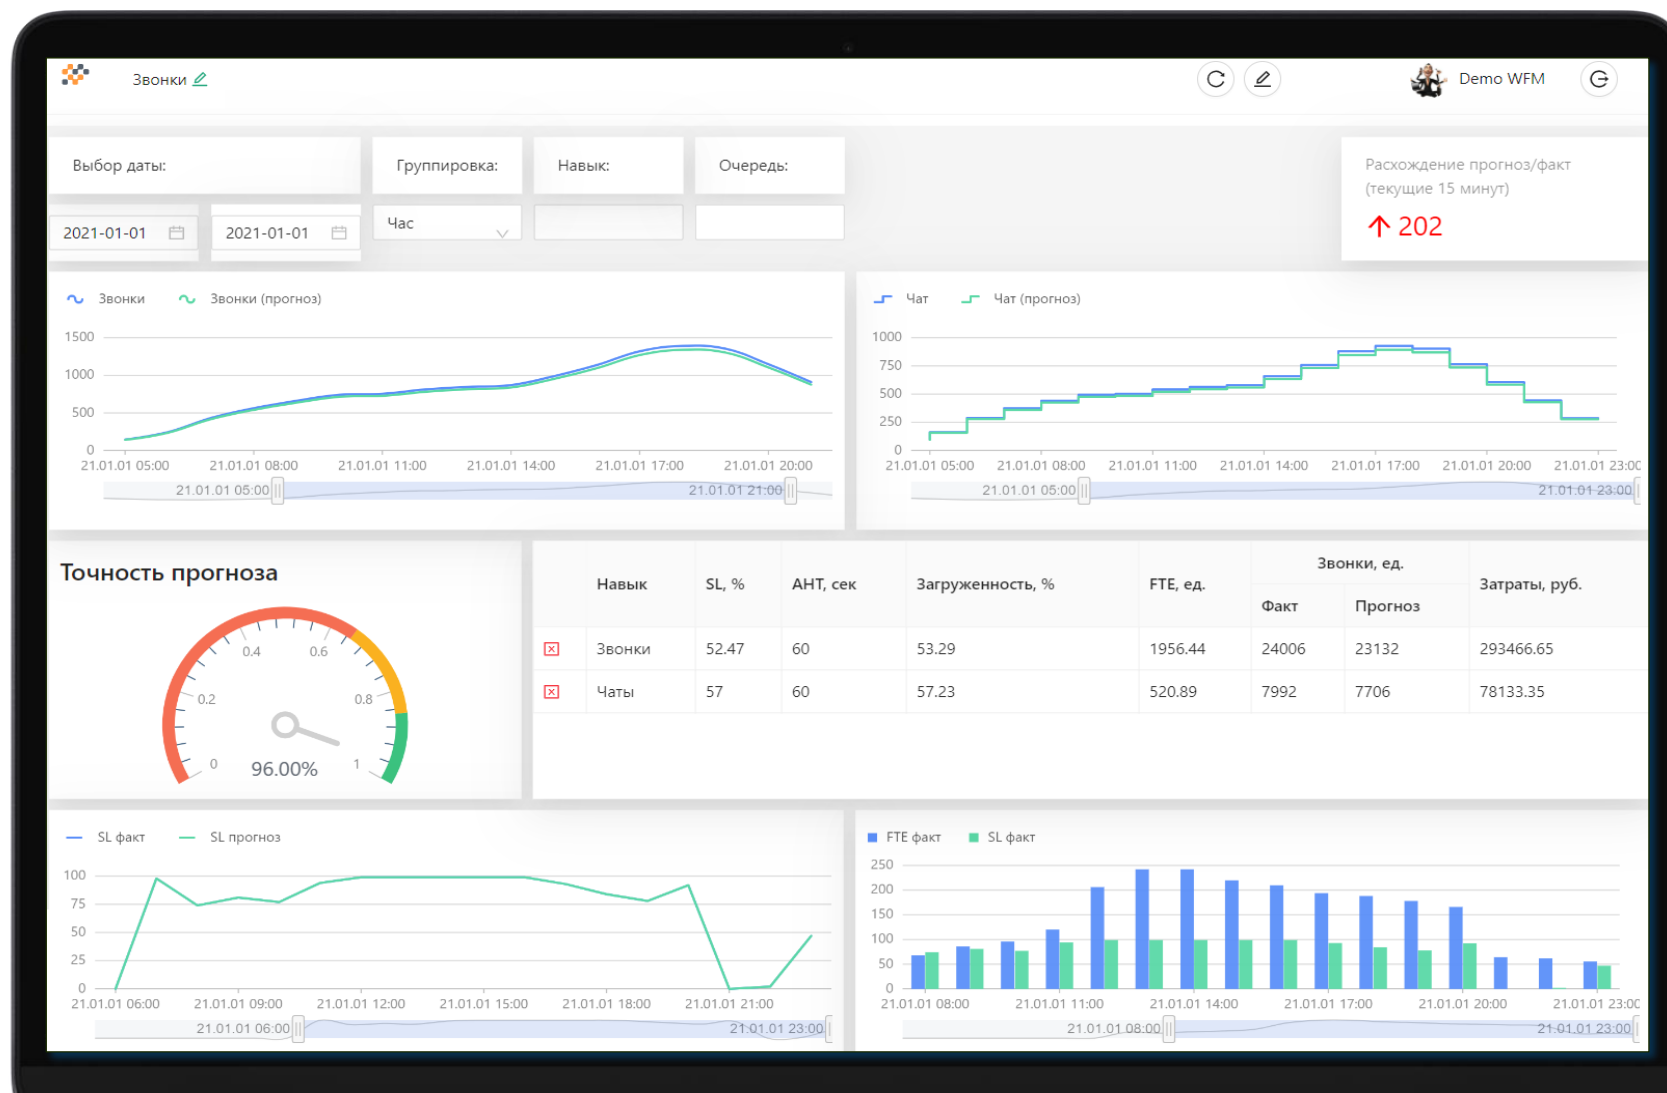 Звонки
Demo WFM
Выбор даты:
Группировка:
Навык:
Очередь:
Расхождение прогноз/факт
(текущие 15 минут)
202
2021-01-01
2021-01-01
Час
Звонки Звонки (прогноз)
1500
1000
500
0
21.01.01 05:00 21.01.01 08:00 21.01.01 11:00 21.01.01 14:00 21.01.01 17:00 21.01.01 20:00
21.01.01 05:00 21.01.01 21:00
Чат Чат (прогноз)
1000
750
500
250
0
21.01.01 05:00 21.01.01 08:00 21.01.01 11:00 21.01.01 14:00 21.01.01 17:00 21.01.01 20:00 21.01.01 23:00
21.01.01 05:00 21.01.01 23:00
Точность прогноза
0 0.2 0.4 0.6 0.8 1
96.00%
Навык SL, % AHT, сек Загруженность, % FTE, ед. Звонки, ед. Затраты, руб.
Факт Прогноз
Звонки 52.47 60 53.29 1956.44 24006 23132 293466.65
Чаты 57 60 57.23 520.89 7992 7706 78133.35
SL факт SL прогноз
100
75
50
25
0
21.01.01 06:00 21.01.01 09:00 21.01.01 12:00 21.01.01 15:00 21.01.01 18:00 21.01.01 21:00
21.01.01 06:00 21.01.01 23:00
FTE факт SL факт
250
200
150
100
50
0
21.01.01 08:00 21.01.01 11:00 21.01.01 14:00 21.01.01 17:00 21.01.01 20:00 21.01.01 23:00
21.01.01 08:00 21.01.01 23:00